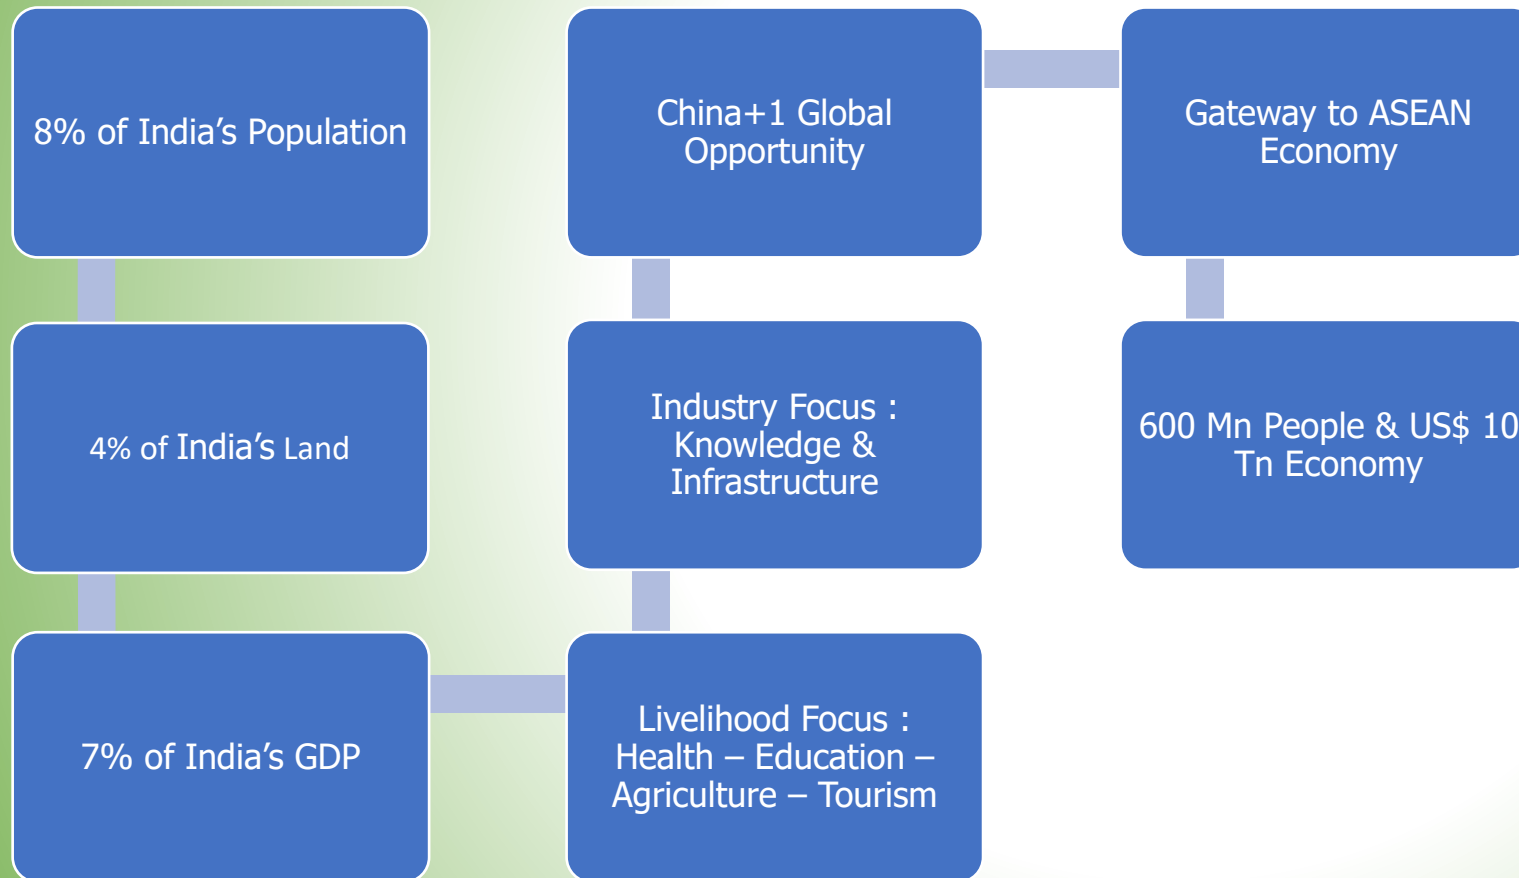 8% of India’s Population
4% of India’s Land
7% of India’s GDP
Livelihood Focus :
Health – Education –
Agriculture – Tourism
Industry Focus :
Knowledge &
Infrastructure
China+1 Global
Opportunity
Gateway to ASEAN
Economy
600 Mn People & US$ 10
Tn Economy